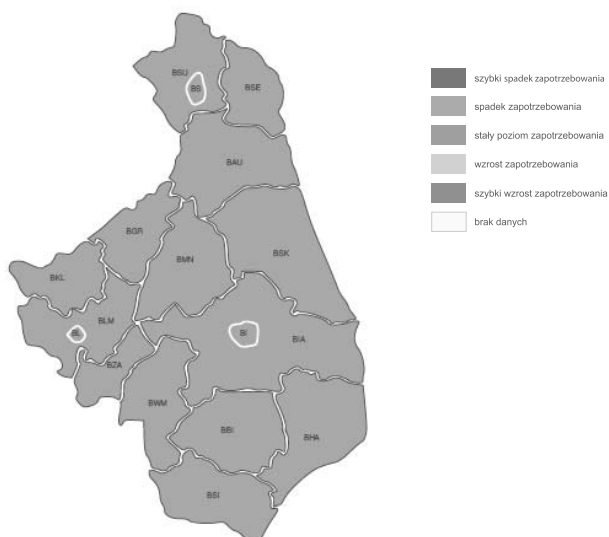 BSU
BS
BSE
BAU
BGR
BMN
BSK
BKL
BL
BLM
BI
BIA
BZA
BWM
BBI
BHA
BSI
szybki spadek zapotrzebowania
spadek zapotrzebowania
stały poziom zapotrzebowania
wzrost zapotrzebowania
szybki wzrost zapotrzebowania
brak danych